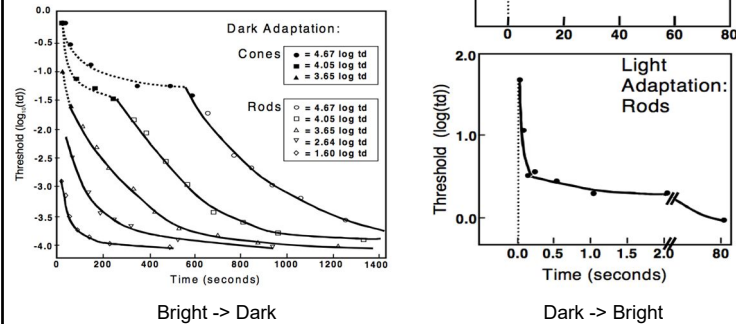 Dark Adaptation:
Cones
= 4.67 log td
= 4.05 log td
= 3.65 log td
Rods
= 4.67 log td
= 4.05 log td
= 3.65 log td
= 2.64 log td
= 1.60 log td
Threshold (log₁₀(td))
0.0
-0.5
-1.0
-1.5
-2.0
-2.5
-3.0
-3.5
-4.0
0 200 400 600 800 1000 1200 1400
Time (seconds)
Bright -> Dark
0 20 40 60 80
Light
Adaptation:
Rods
Threshold (log(td))
2.0
1.0
0.0
0.0 0.5 1.0 1.5 2.0 80
Time (seconds)
Dark -> Bright